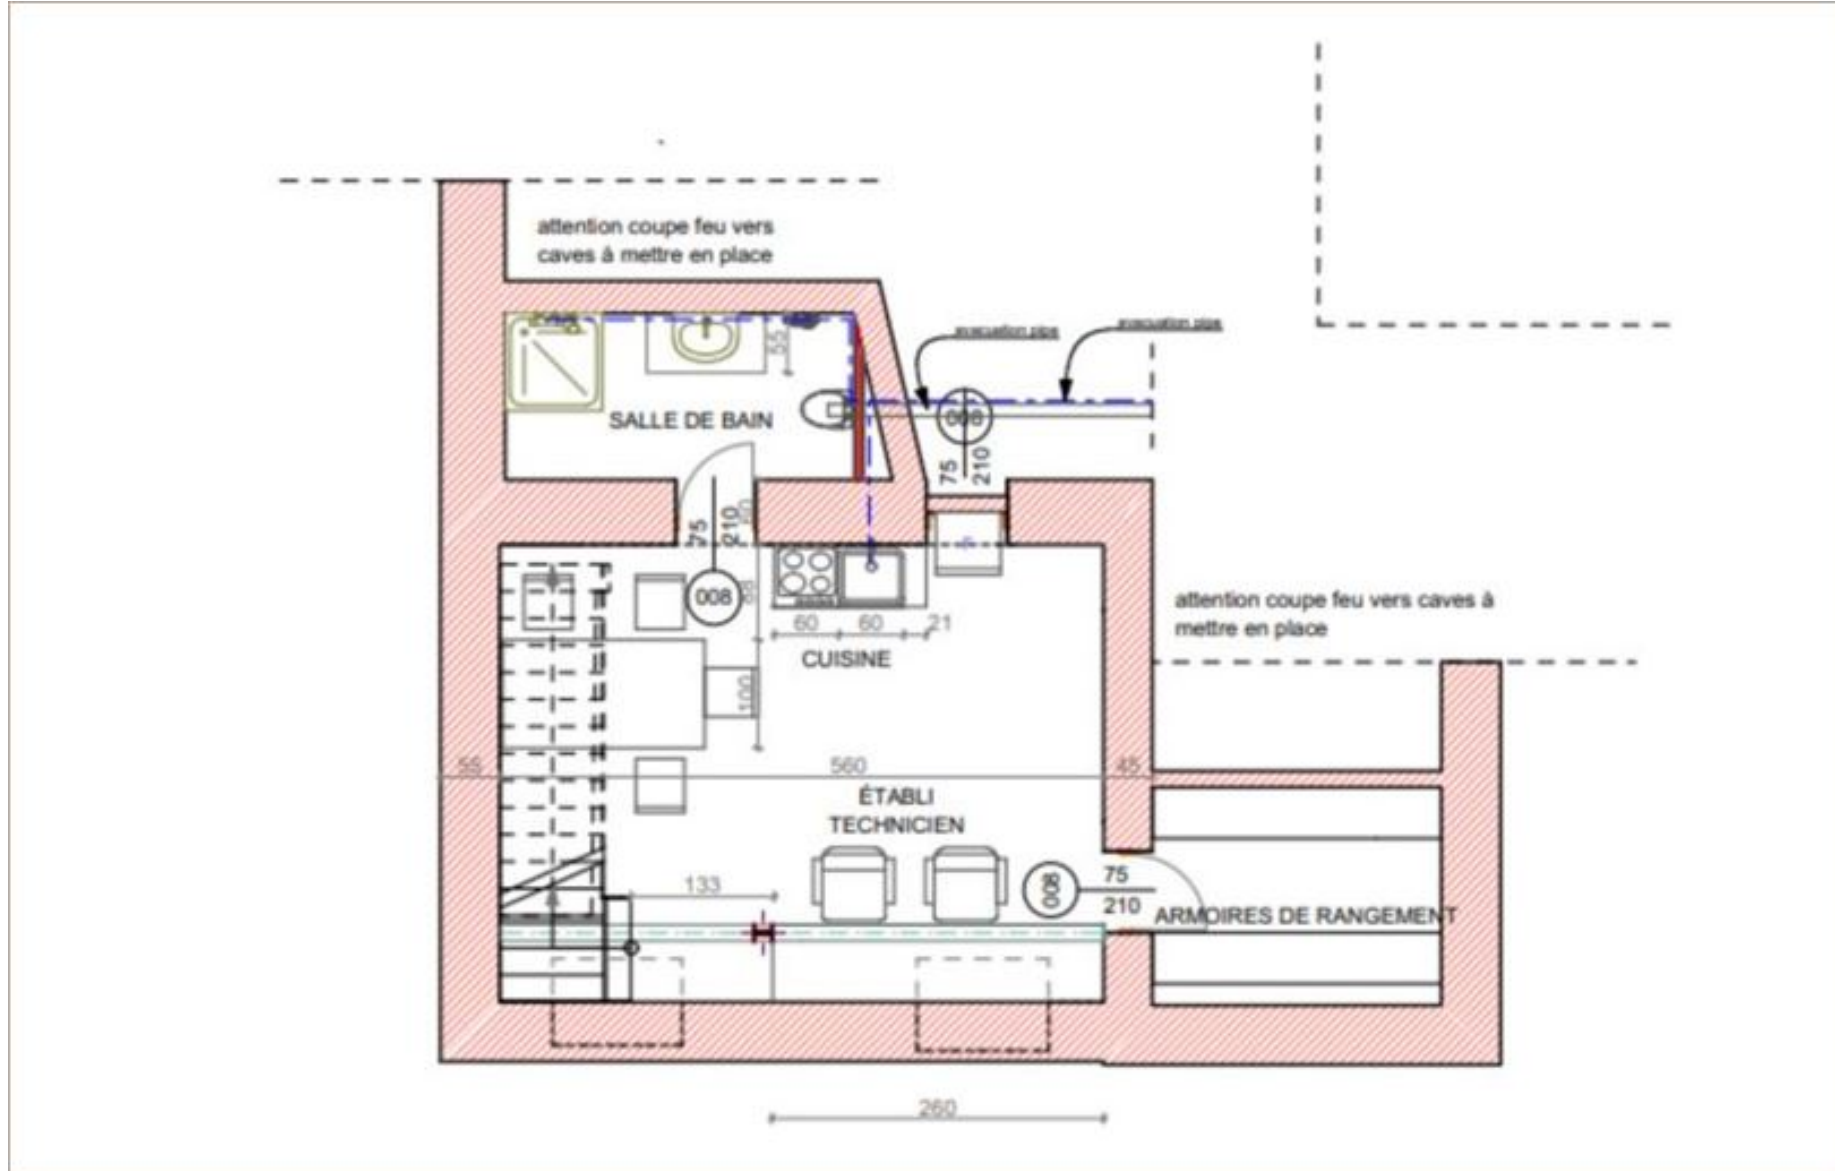 attention coupe feu vers
caves à mettre en place
evacuation pipe
evacuation pipe
55
SALLE DE BAIN
008
75
210
75
210
60
008
88
60
60
21
CUISINE
100
attention coupe feu vers caves à
mettre en place
55
560
45
ÉTABLI
TECHNICIEN
133
008
75
210
ARMOIRES DE RANGEMENT
260